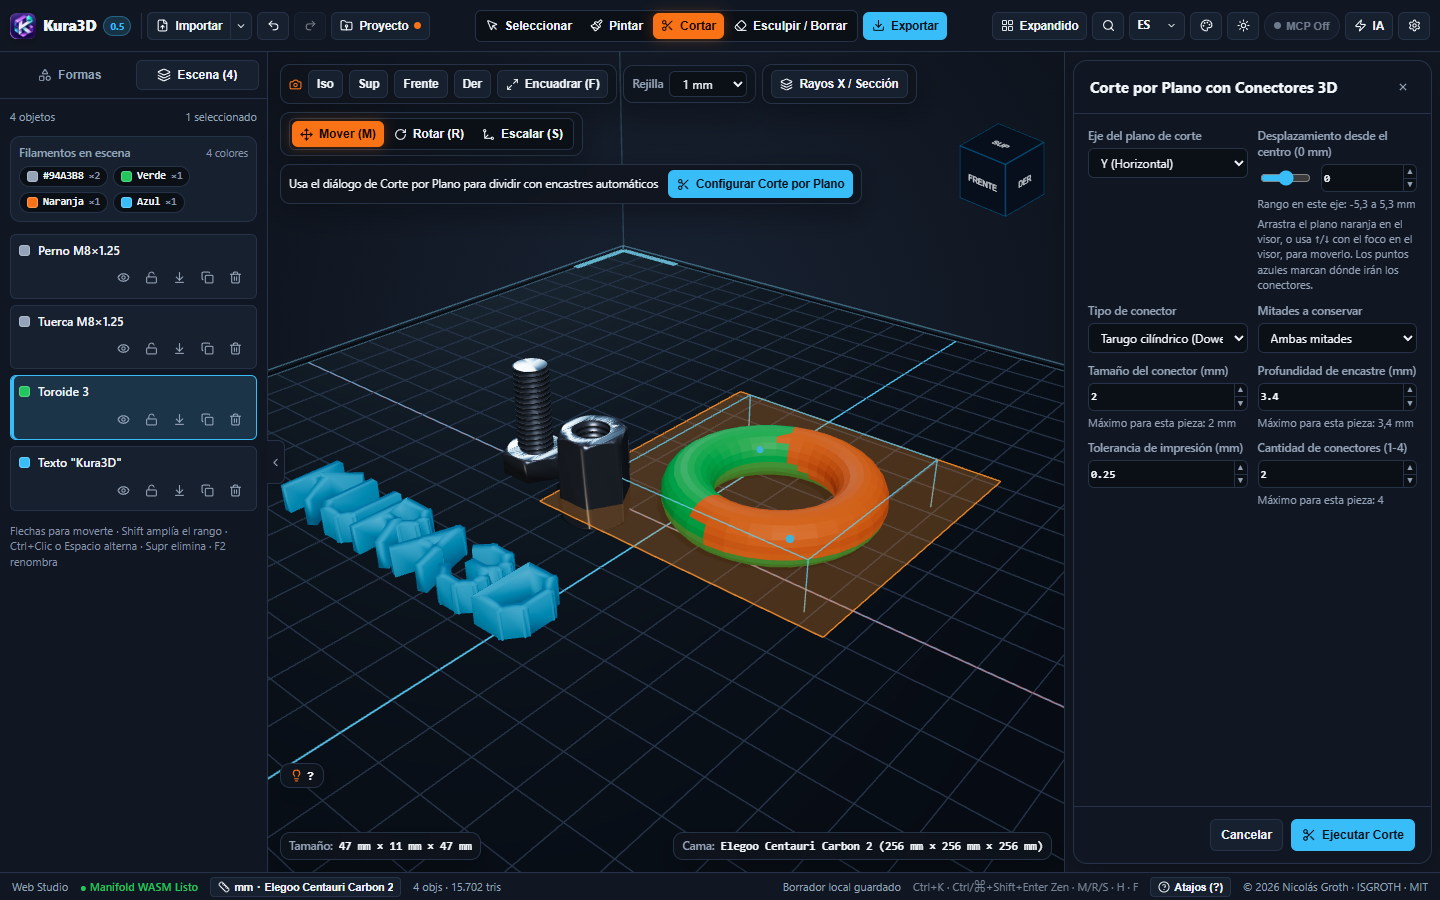 Kura3D 0.5 Importar Proyecto Seleccionar Pintar Cortar Esculpir / Borrar Exportar Expandido ES MCP Off IA
Formas Escena (4)
4 objetos 1 seleccionado
Filamentos en escena 4 colores
#94A3B8 ×2 Verde ×1
Naranja ×1 Azul ×1
Perno M8×1.25
Tuerca M8×1.25
Toroide 3
Texto "Kura3D"
Flechas para moverte · Shift amplía el rango ·
Ctrl+Clic o Espacio alterna · Supr elimina · F2
renombra
Iso Sup Frente Der Encuadrar (F) Rejilla 1 mm Rayos X / Sección
Mover (M) Rotar (R) Escalar (S)
Usa el diálogo de Corte por Plano para dividir con encastres automáticos Configurar Corte por Plano
SUP
FRENTE DER
?
Tamaño: 47 mm × 11 mm × 47 mm
Cama: Elegoo Centauri Carbon 2 (256 mm × 256 mm × 256 mm)
Corte por Plano con Conectores 3D
Eje del plano de corte
Y (Horizontal)
Desplazamiento desde el
centro (0 mm)
0
Rango en este eje: -5,3 a 5,3 mm
Arrastra el plano naranja en el
visor, o usa ↑/↓ con el foco en el
visor, para moverlo. Los puntos
azules marcan dónde irán los
conectores.
Tipo de conector Mitades a conservar
Tarugo cilíndrico (Dowe Ambas mitades
Tamaño del conector (mm) Profundidad de encastre (mm)
2 3.4
Máximo para esta pieza: 2 mm Máximo para esta pieza: 3,4 mm
Tolerancia de impresión (mm) Cantidad de conectores (1-4)
0.25 2
Máximo para esta pieza: 4
Cancelar Ejecutar Corte
Web Studio Manifold WASM Listo mm · Elegoo Centauri Carbon 2 4 objs · 15.702 tris Borrador local guardado Ctrl+K · Ctrl/⌘+Shift+Enter Zen · M/R/S · H · F Atajos (?) © 2026 Nicolás Groth · ISGROTH · MIT